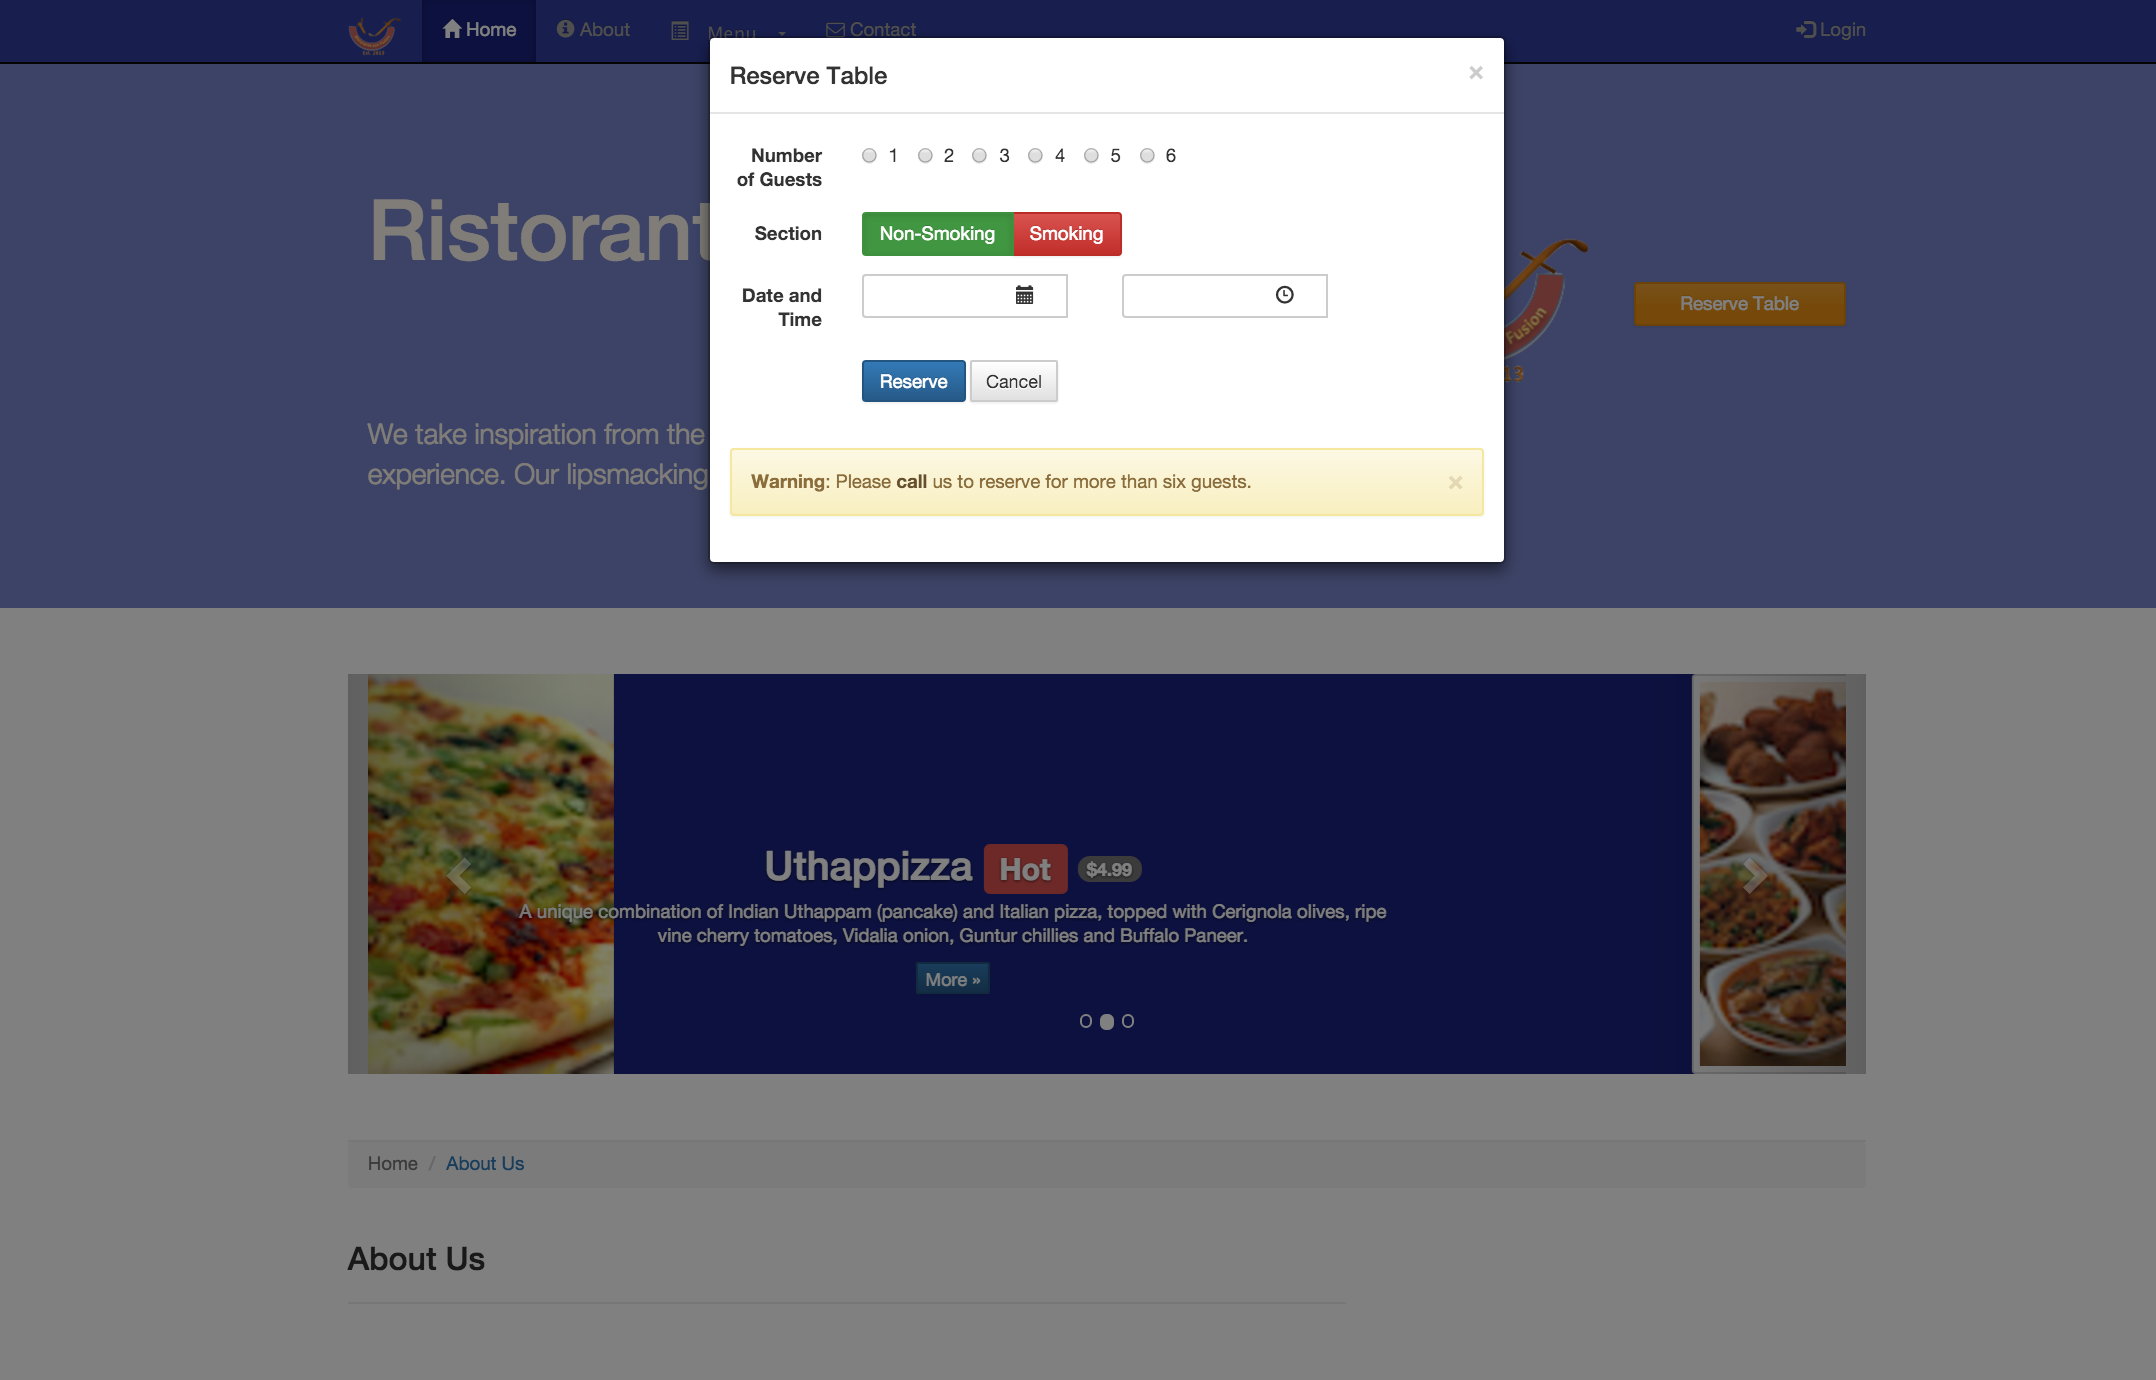 Home About Menu Contact Login
Reserve Table ×
Number of Guests
1 2 3 4 5 6
Section Non-Smoking Smoking
Date and Time
Reserve Cancel
Warning: Please call us to reserve for more than six guests. ×
Ristorant
Fusion
Reserve Table
We take inspiration from the
experience. Our lipsmacking
Uthappizza Hot $4.99
A unique combination of Indian Uthappam (pancake) and Italian pizza, topped with Cerignola olives, ripe
vine cherry tomatoes, Vidalia onion, Guntur chillies and Buffalo Paneer.
More »
Home / About Us
About Us